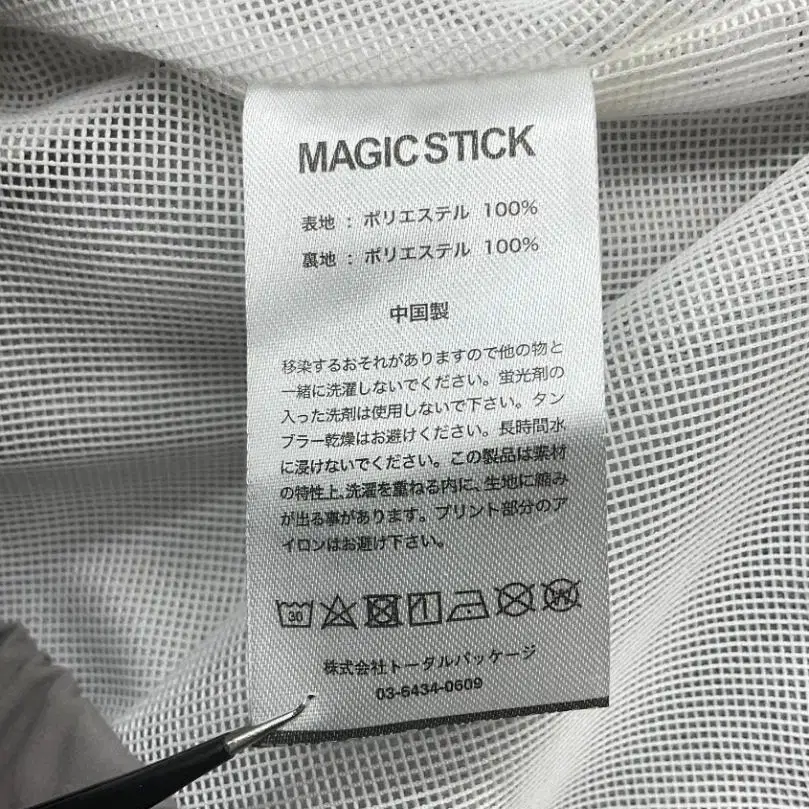 MAGIC STICK
表地 : ポリエステル 100%
裏地 : ポリエステル 100%
中国製
移染するおそれがありますので他の物と
一緒に洗濯しないでください。蛍光剤の
入った洗剤は使用しないで下さい。タン
ブラー乾燥はお避けください。長時間水
に浸けないでください。この製品は素材
の特性上、洗濯を重ねる内に、生地に縮み
が出る事があります。プリント部分のア
イロンはお避け下さい。
30 W
株式会社トータルパッケージ
03-6434-0609